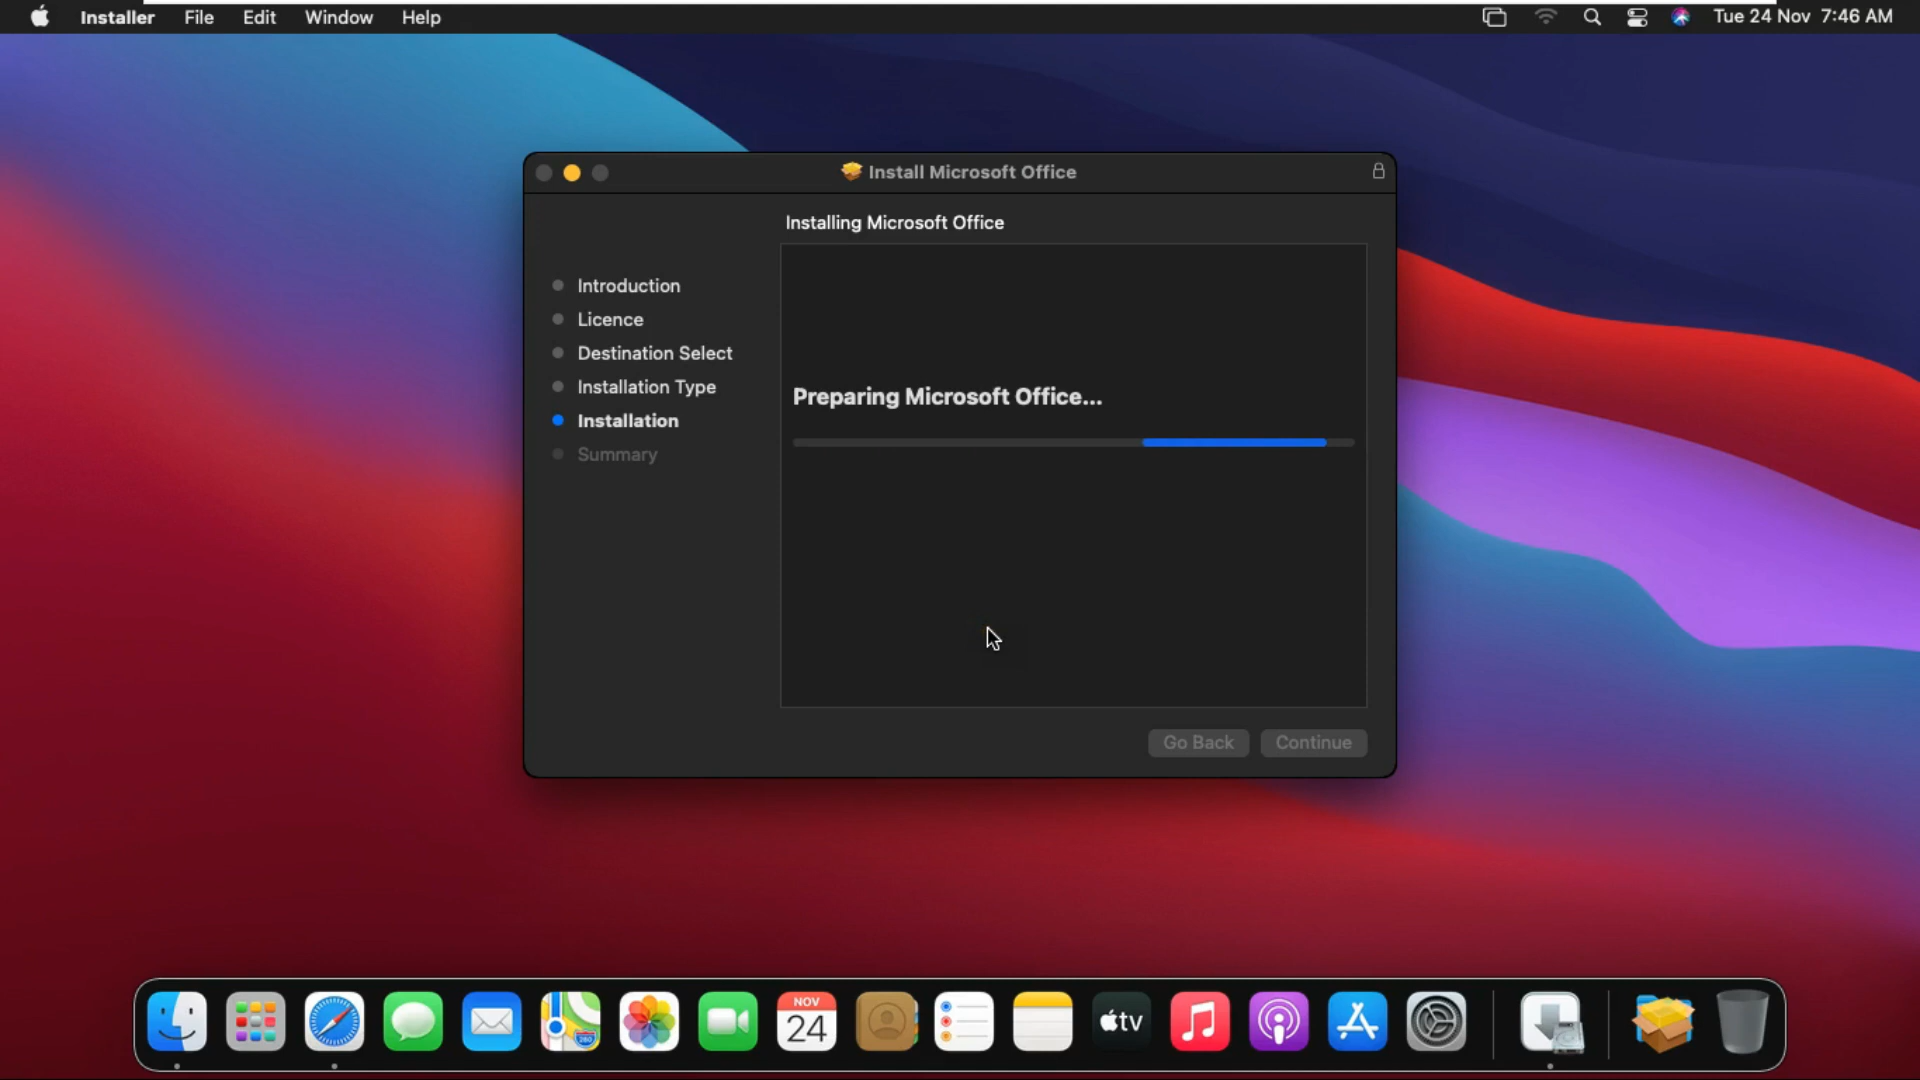 Installer File Edit Window Help Tue 24 Nov 7:46 AM
Install Microsoft Office
Installing Microsoft Office
Introduction
Licence
Destination Select
Installation Type
Installation
Summary
Preparing Microsoft Office...
Go Back Continue
280
NOV
24
tv